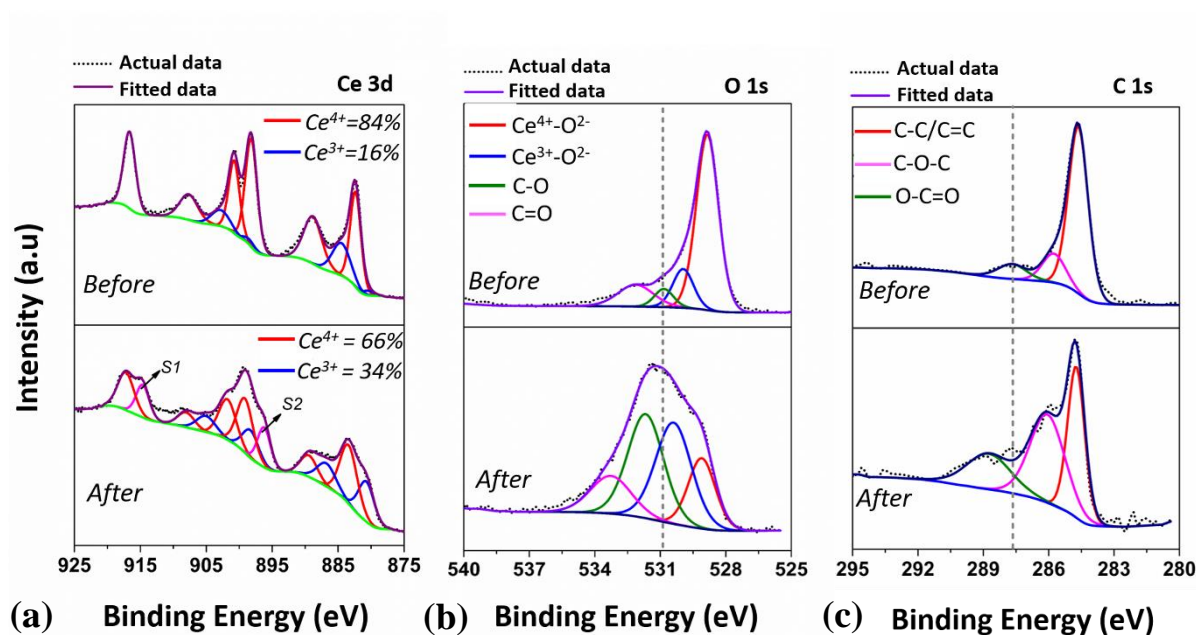 Intensity (a.u)
Actual data
Fitted data
Ce 3d
Ce4+=84%
Ce3+=16%
Before
S1
S2
Ce4+ = 66%
Ce3+ = 34%
After
925 915 905 895 885 875
(a) Binding Energy (eV)
Actual data
Fitted data
O 1s
Ce4+-O2-
Ce3+-O2-
C-O
C=O
Before
After
540 537 534 531 528 525
(b) Binding Energy (eV)
Actual data
Fitted data
C 1s
C-C/C=C
C-O-C
O-C=O
Before
After
295 292 289 286 283 280
(c) Binding Energy (eV)